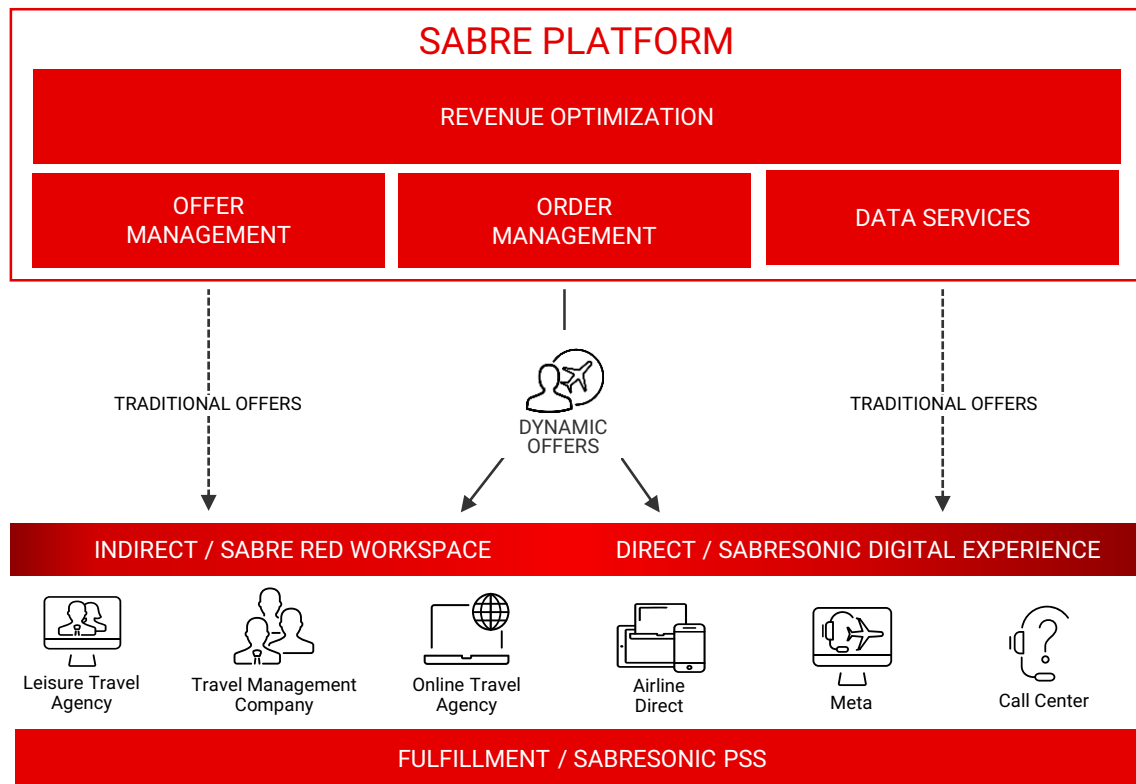 SABRE PLATFORM
REVENUE OPTIMIZATION
OFFER
MANAGEMENT
ORDER
MANAGEMENT
DATA SERVICES
TRADITIONAL OFFERS
DYNAMIC
OFFERS
TRADITIONAL OFFERS
INDIRECT / SABRE RED WORKSPACE
DIRECT / SABRESONIC DIGITAL EXPERIENCE
Leisure Travel
Agency
Travel Management
Company
Online Travel
Agency
Airline
Direct
?
Meta
Call Center
FULFILLMENT / SABRESONIC PSS